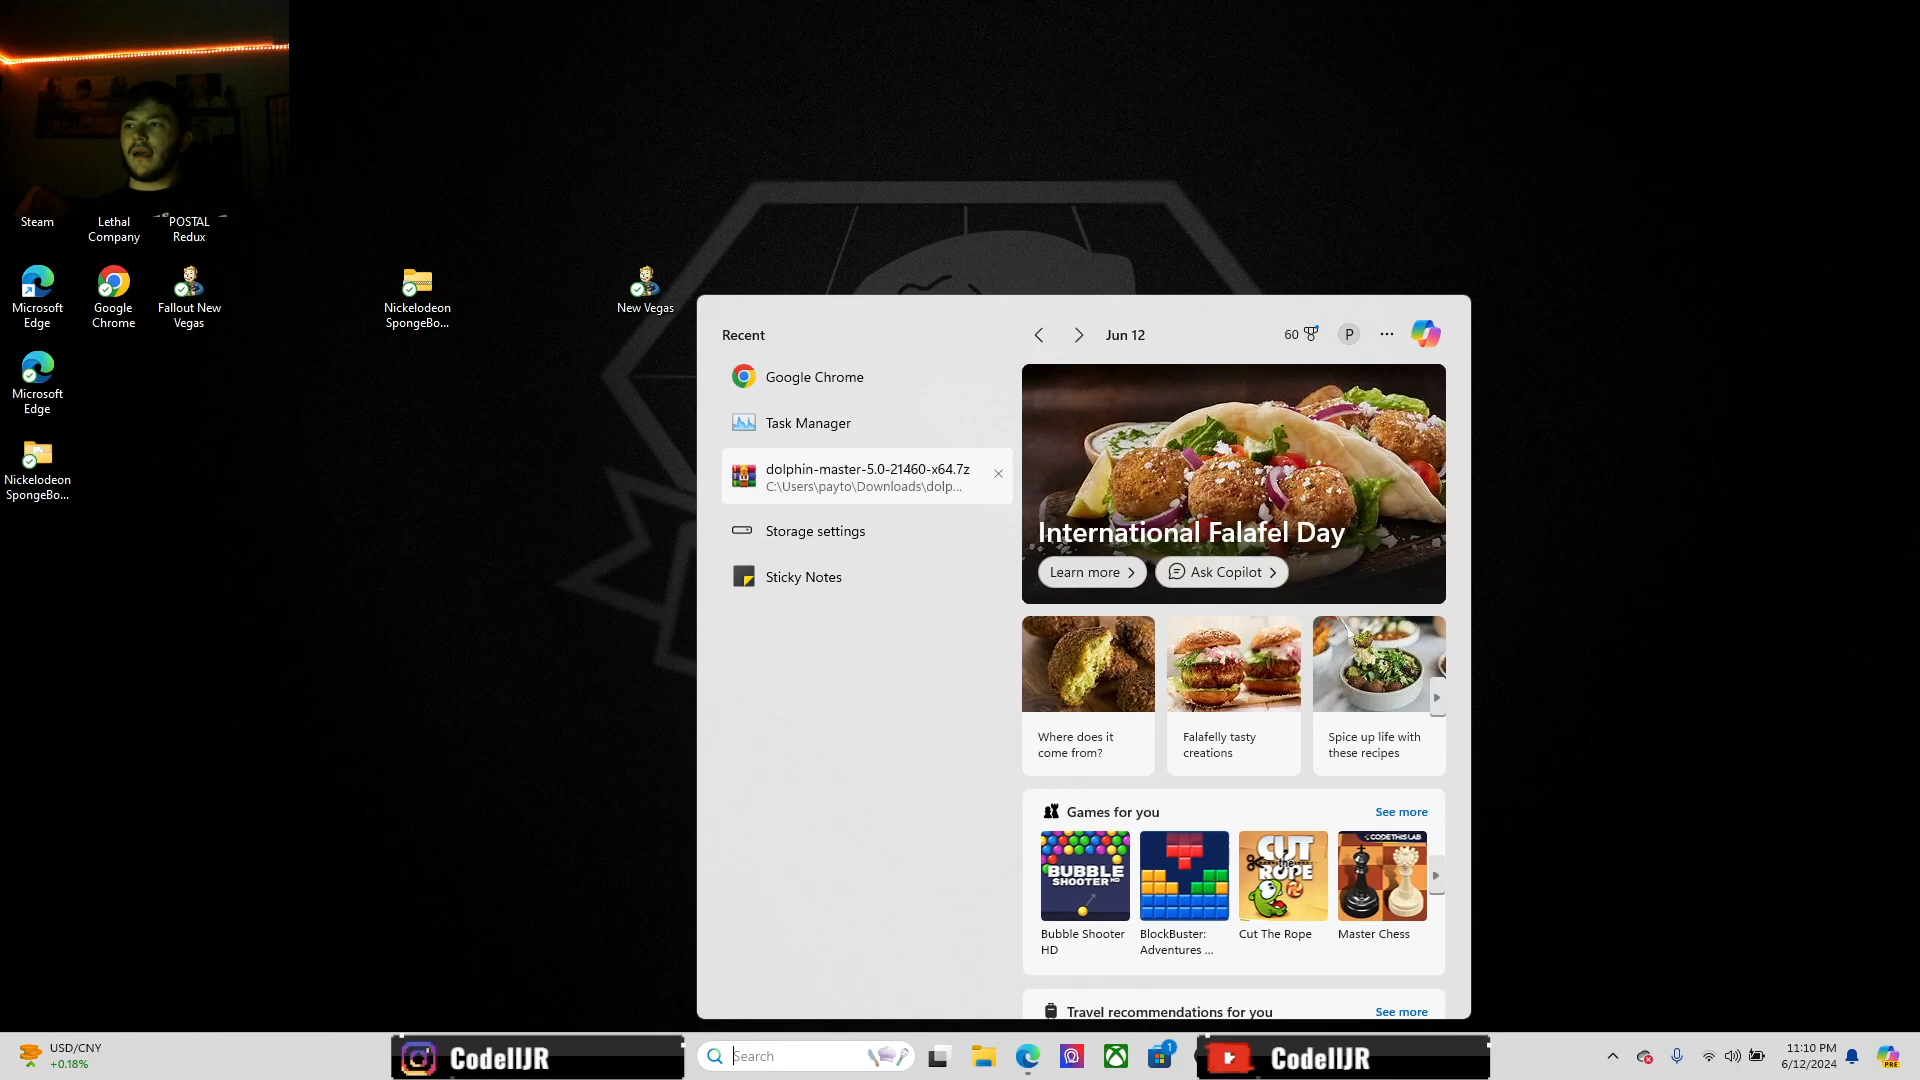 Steam
Lethal
Company
POSTAL
Redux
Microsoft
Edge
Google
Chrome
Fallout New
Vegas
Nickelodeon
SpongeBo...
New Vegas
Microsoft
Edge
Nickelodeon
SpongeBo...
Recent
Google Chrome
Task Manager
dolphin-master-5.0-21460-x64.7z
C:\Users\payto\Downloads\dolp...
Storage settings
Sticky Notes
Jun 12
60
P
International Falafel Day
Learn more
Ask Copilot
Where does it
come from?
Falafelly tasty
creations
Spice up life with
these recipes
Games for you
See more
BUBBLE
SHOOTER HD
CUT
the
ROPE
CODETHISLAB
Bubble Shooter
HD
BlockBuster:
Adventures ...
Cut The Rope
Master Chess
Travel recommendations for you
See more
USD/CNY
+0.18%
CodeIIJR
Search
1
CodeIIJR
11:10 PM
6/12/2024
PRE